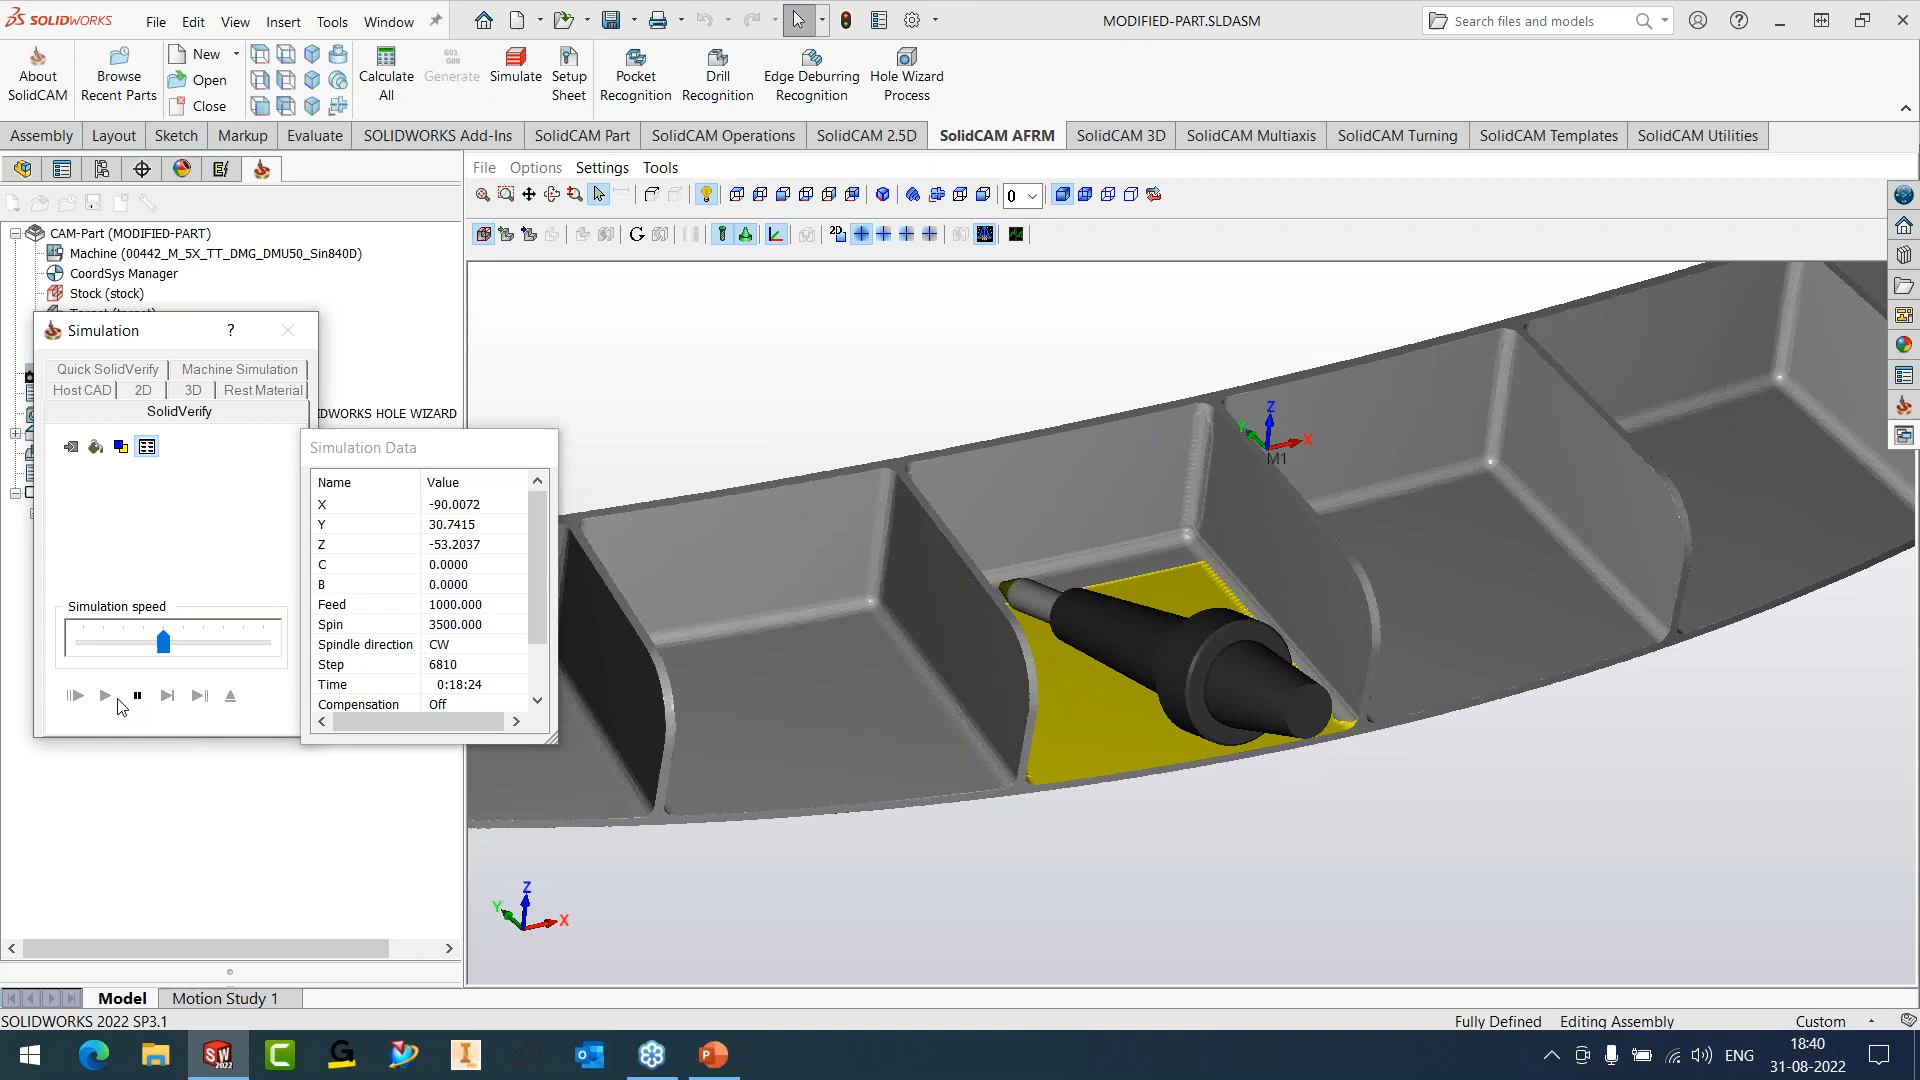 SOLIDWORKS
File Edit View Insert Tools Window
MODIFIED-PART.SLDASM
Search files and models
About SolidCAM
Browse Recent Parts
New
Open
Close
Calculate All
G01
G00
Generate
Simulate
Setup Sheet
Pocket Recognition
Drill Recognition
Edge Deburring Recognition
Hole Wizard Process
Assembly Layout Sketch Markup Evaluate SOLIDWORKS Add-Ins SolidCAM Part SolidCAM Operations SolidCAM 2.5D SolidCAM AFRM SolidCAM 3D SolidCAM Multiaxis SolidCAM Turning SolidCAM Templates SolidCAM Utilities
File Options Settings Tools
0
2D
CAM-Part (MODIFIED-PART)
Machine (00442_M_5X_TT_DMG_DMU50_Sin840D)
CoordSys Manager
Stock (stock)
Simulation ?
Quick SolidVerify Machine Simulation
Host CAD 2D 3D Rest Material
SolidVerify
DWORKS HOLE WIZARD
Simulation Data
Name Value
X -90.0072
Y 30.7415
Z -53.2037
C 0.0000
B 0.0000
Feed 1000.000
Spin 3500.000
Spindle direction CW
Step 6810
Time 0:18:24
Compensation Off
Simulation speed
Z
Y
X
M1
Z
Y
X
Model Motion Study 1
SOLIDWORKS 2022 SP3.1
Fully Defined Editing Assembly Custom
SW 2022
ENG
18:40
31-08-2022